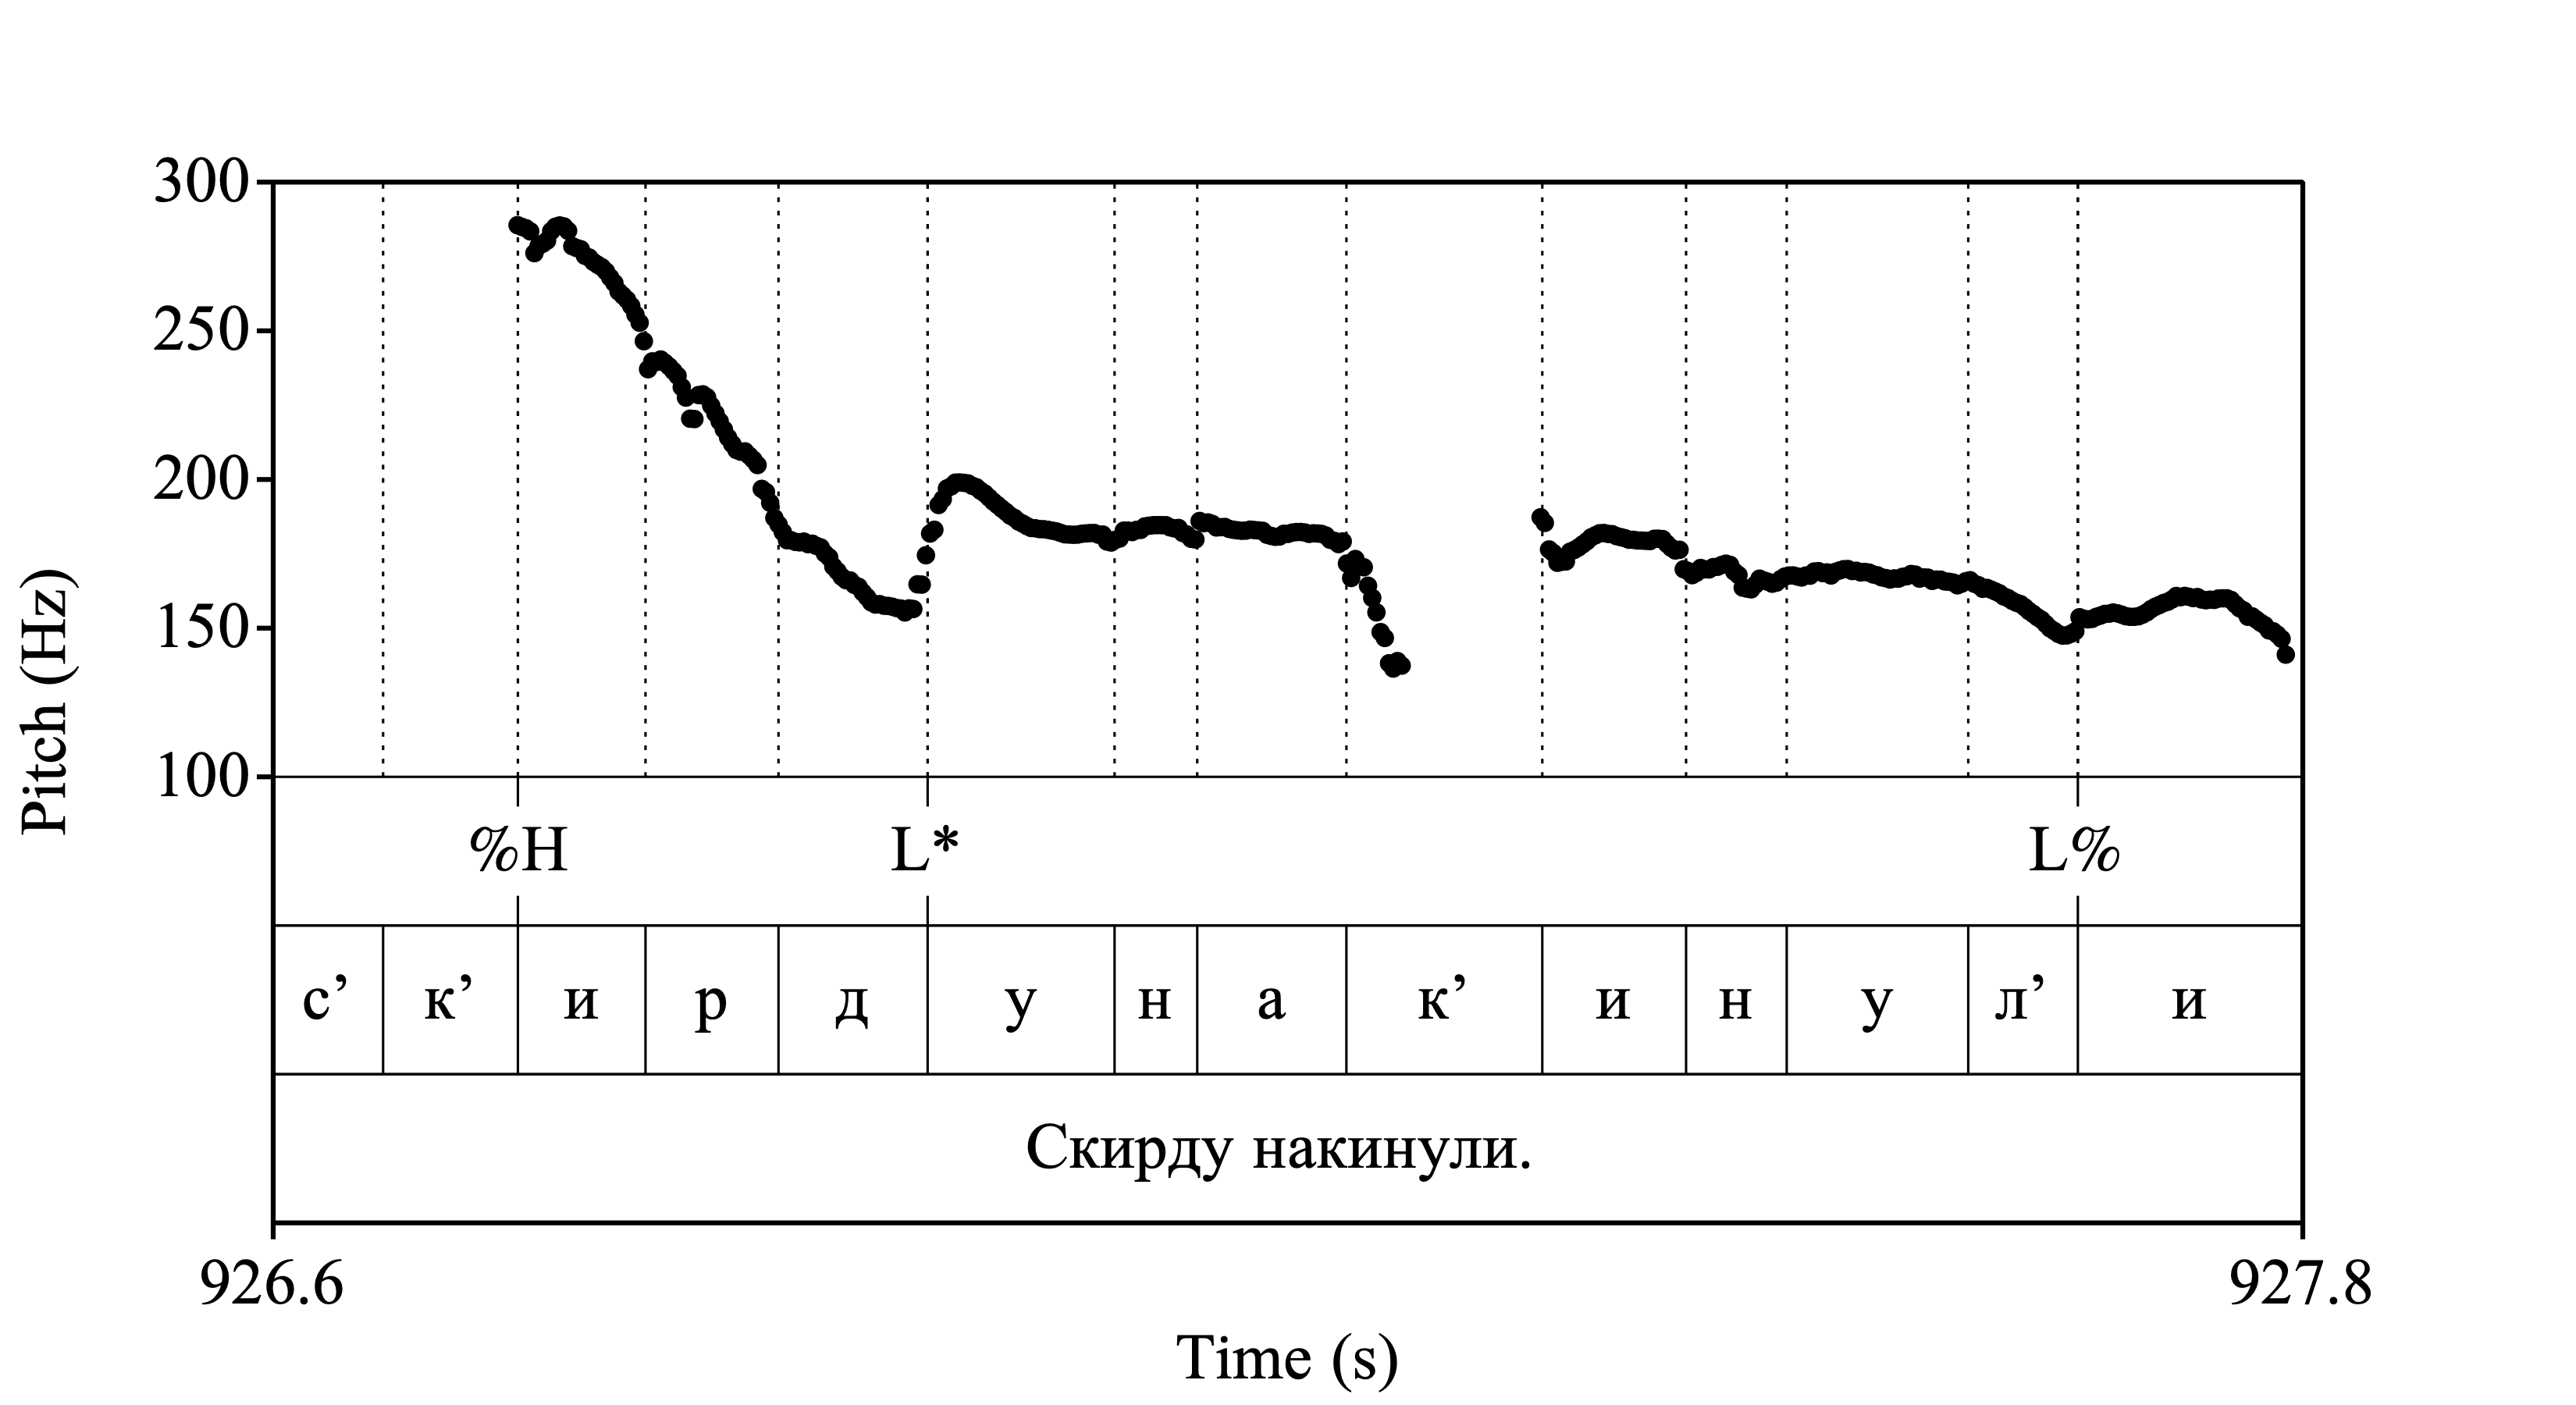 300
250
200
150
100
Pitch (Hz)
%H L* L%
с’ к’ и р д у н а к’ и н у л’ и
Скирду накинули.
926.6 927.8
Time (s)